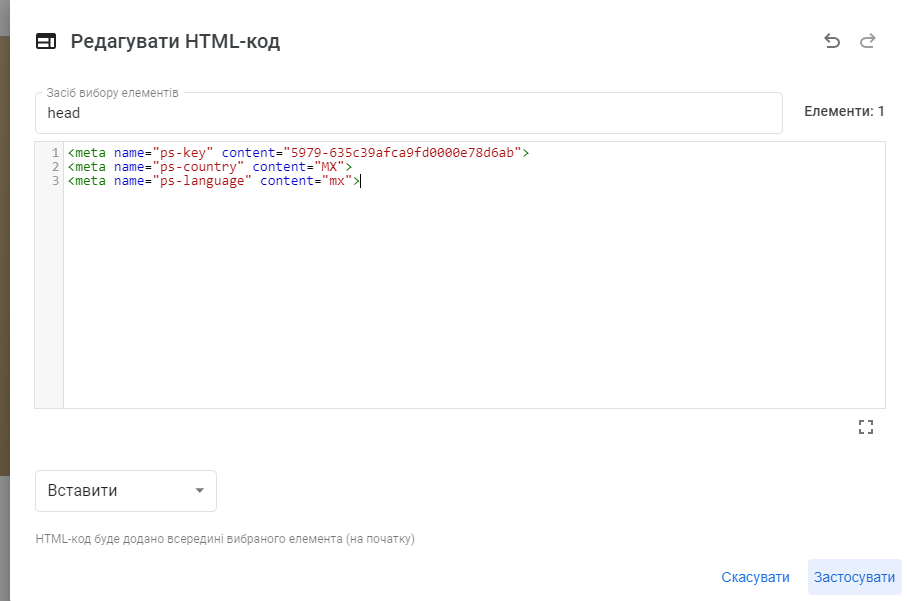 Редагувати HTML-код
Засіб вибору елементів
head
Елементи: 1
1 <meta name="ps-key" content="5979-635c39afca9fd0000e78d6ab">
2 <meta name="ps-country" content="MX">
3 <meta name="ps-language" content="mx">
Вставити
HTML-код буде додано всередині вибраного елемента (на початку)
Скасувати
Застосувати